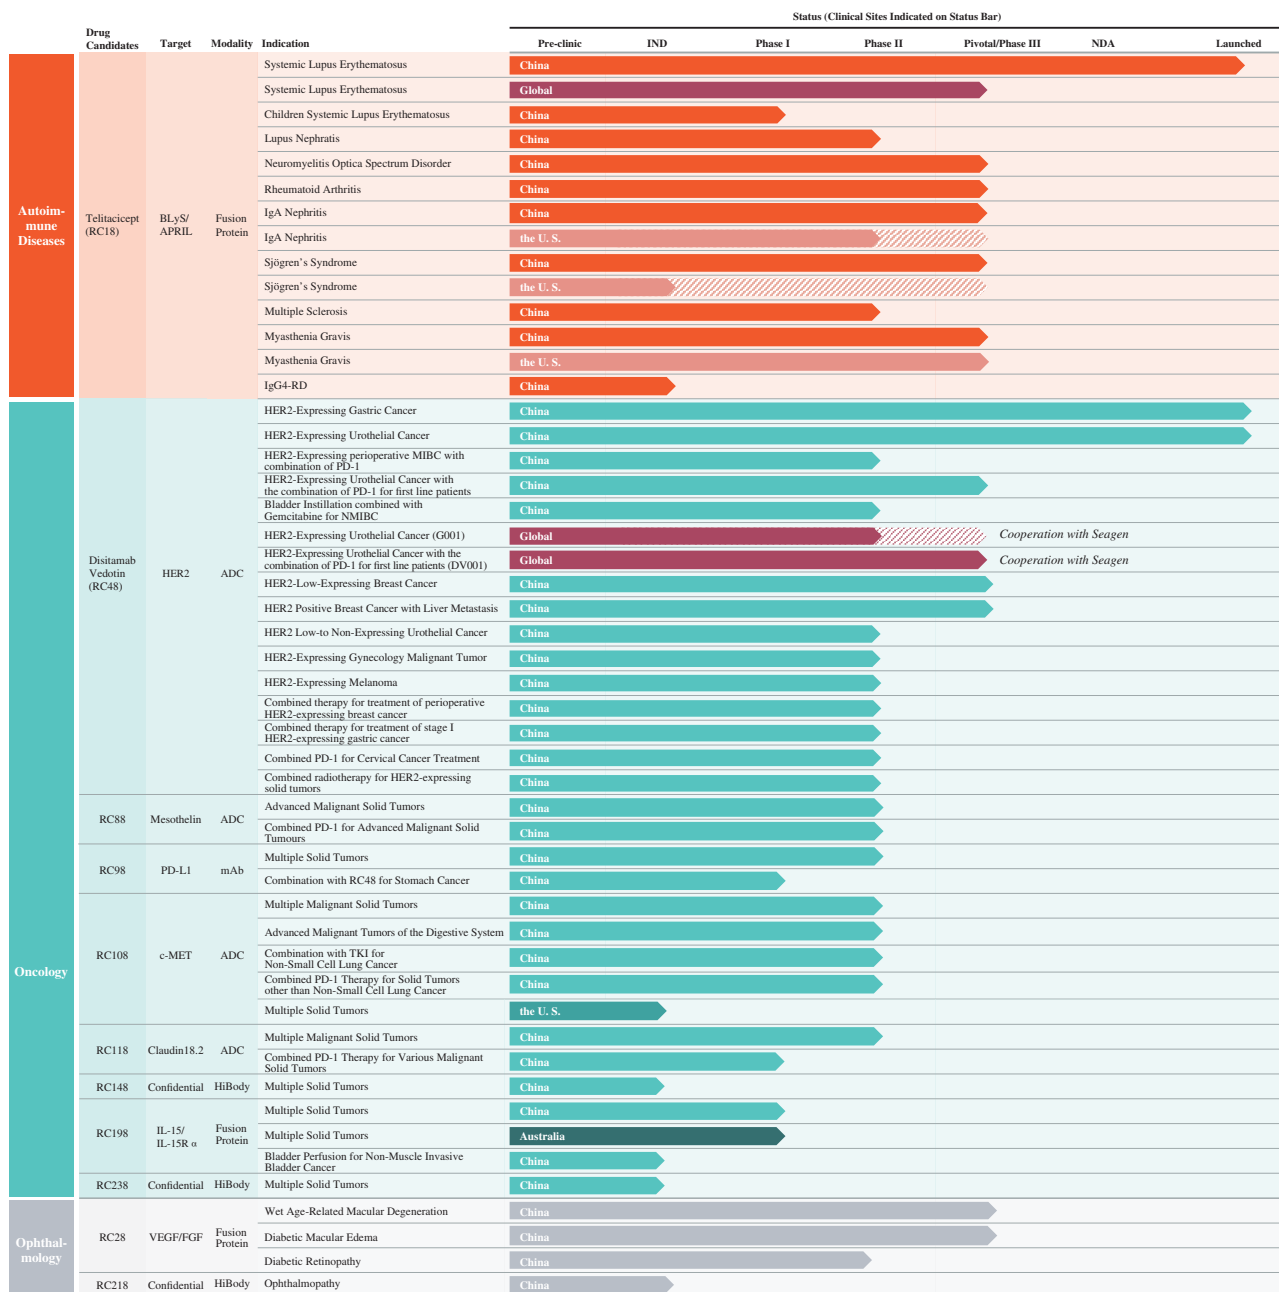 Status (Clinical Sites Indicated on Status Bar)
Drug
Candidates
Target
Modality
Indication
Pre-clinic
IND
Phase I
Phase II
Pivotal/Phase III
NDA
Launched
Autoim-
mune
Diseases
Telitacicept
(RC18)
BLyS/
APRIL
Fusion
Protein
Systemic Lupus Erythematosus
China
Systemic Lupus Erythematosus
Global
Children Systemic Lupus Erythematosus
China
Lupus Nephratis
China
Neuromyelitis Optica Spectrum Disorder
China
Rheumatoid Arthritis
China
IgA Nephritis
China
IgA Nephritis
the U. S.
Sjögren's Syndrome
China
Sjögren's Syndrome
the U. S.
Multiple Sclerosis
China
Myasthenia Gravis
China
Myasthenia Gravis
the U. S.
IgG4-RD
China
Oncology
Disitamab
Vedotin
(RC48)
HER2
ADC
HER2-Expressing Gastric Cancer
China
HER2-Expressing Urothelial Cancer
China
HER2-Expressing perioperative MIBC with
combination of PD-1
China
HER2-Expressing Urothelial Cancer with
the combination of PD-1 for first line patients
China
Bladder Instillation combined with
Gemcitabine for NMIBC
China
HER2-Expressing Urothelial Cancer (G001)
Global
Cooperation with Seagen
HER2-Expressing Urothelial Cancer with the
combination of PD-1 for first line patients (DV001)
Global
Cooperation with Seagen
HER2-Low-Expressing Breast Cancer
China
HER2 Positive Breast Cancer with Liver Metastasis
China
HER2 Low-to Non-Expressing Urothelial Cancer
China
HER2-Expressing Gynecology Malignant Tumor
China
HER2-Expressing Melanoma
China
Combined therapy for treatment of perioperative
HER2-expressing breast cancer
China
Combined therapy for treatment of stage I
HER2-expressing gastric cancer
China
Combined PD-1 for Cervical Cancer Treatment
China
Combined radiotherapy for HER2-expressing
solid tumors
China
RC88
Mesothelin
ADC
Advanced Malignant Solid Tumors
China
Combined PD-1 for Advanced Malignant Solid
Tumours
China
RC98
PD-L1
mAb
Multiple Solid Tumors
China
Combination with RC48 for Stomach Cancer
China
RC108
c-MET
ADC
Multiple Malignant Solid Tumors
China
Advanced Malignant Tumors of the Digestive System
China
Combination with TKI for
Non-Small Cell Lung Cancer
China
Combined PD-1 Therapy for Solid Tumors
other than Non-Small Cell Lung Cancer
China
Multiple Solid Tumors
the U. S.
RC118
Claudin18.2
ADC
Multiple Malignant Solid Tumors
China
Combined PD-1 Therapy for Various Malignant
Solid Tumors
China
RC148
Confidential
HiBody
Multiple Solid Tumors
China
RC198
IL-15/
IL-15R α
Fusion
Protein
Multiple Solid Tumors
China
Multiple Solid Tumors
Australia
Bladder Perfusion for Non-Muscle Invasive
Bladder Cancer
China
RC238
Confidential
HiBody
Multiple Solid Tumors
China
Ophthal-
mology
RC28
VEGF/FGF
Fusion
Protein
Wet Age-Related Macular Degeneration
China
Diabetic Macular Edema
China
Diabetic Retinopathy
China
RC218
Confidential
HiBody
Ophthalmopathy
China